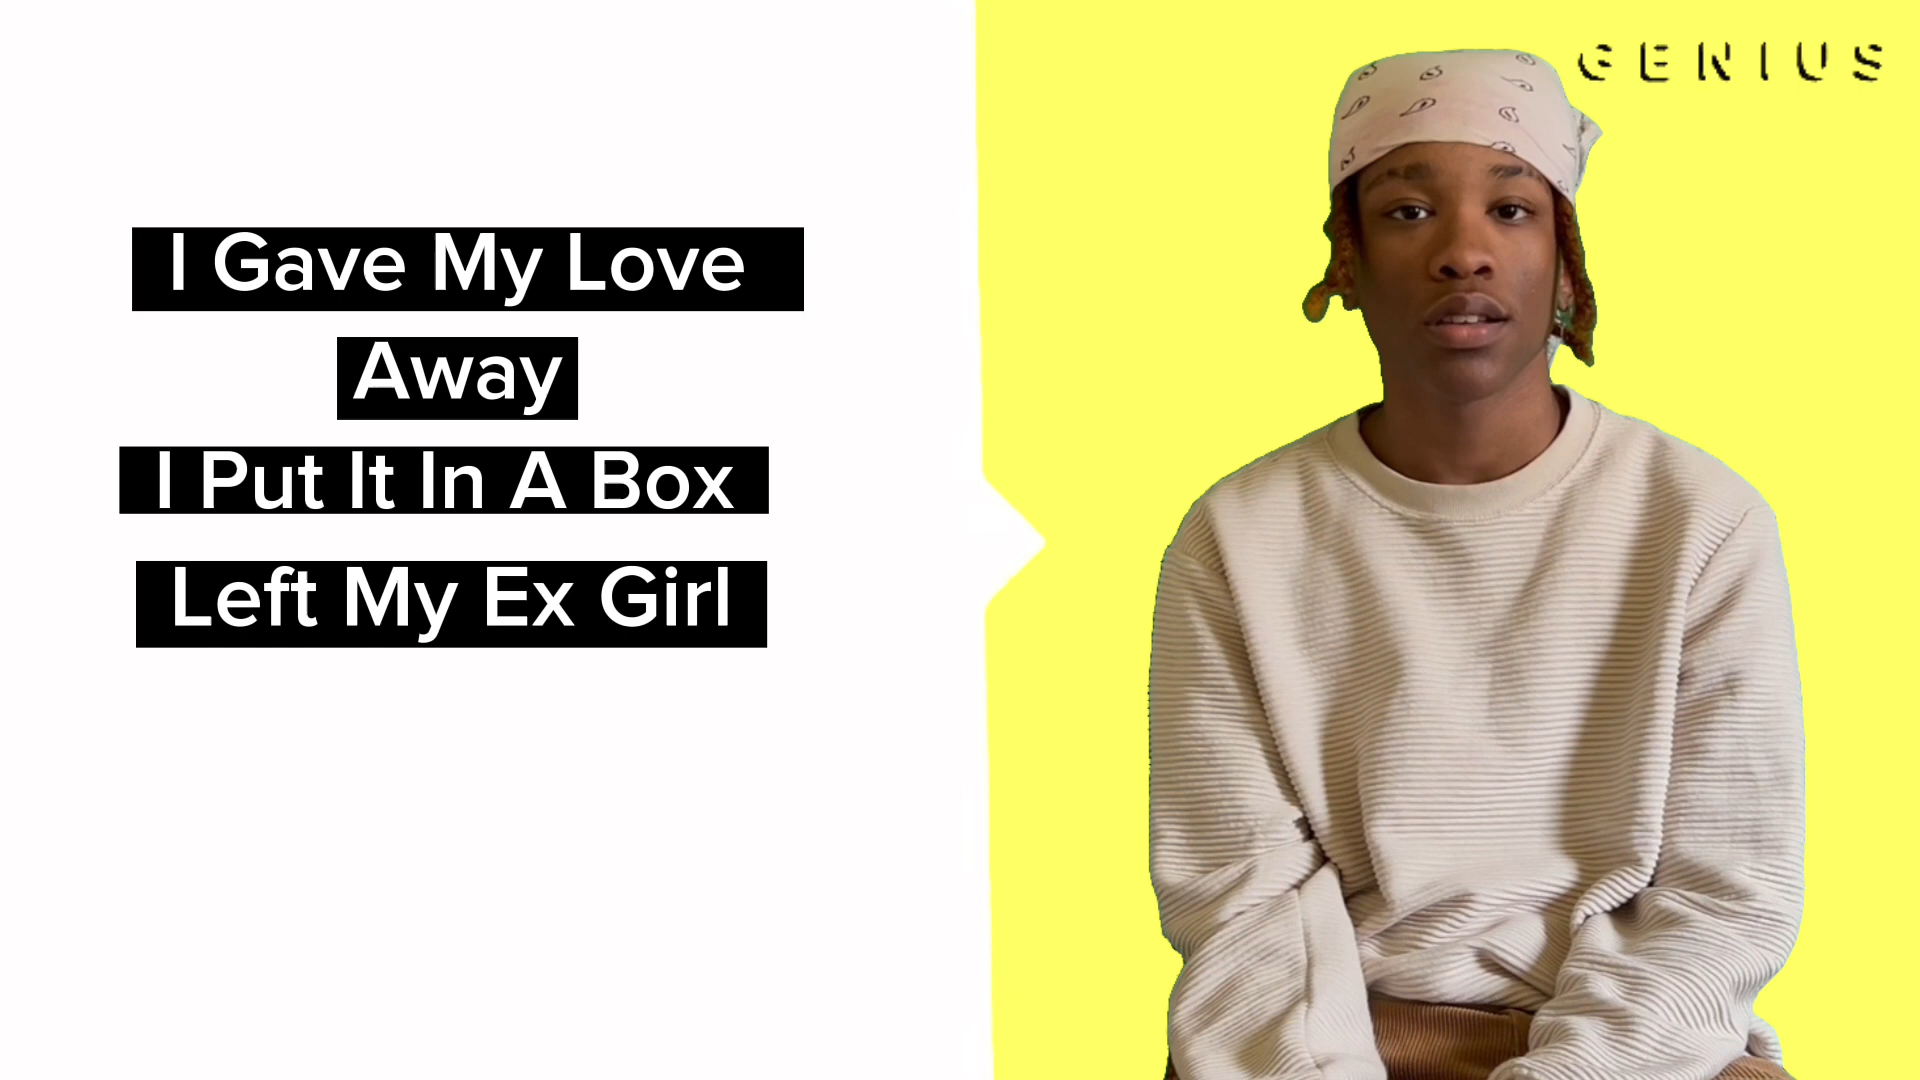 I Gave My Love
Away
I Put It In A Box
Left My Ex Girl
GENIUS